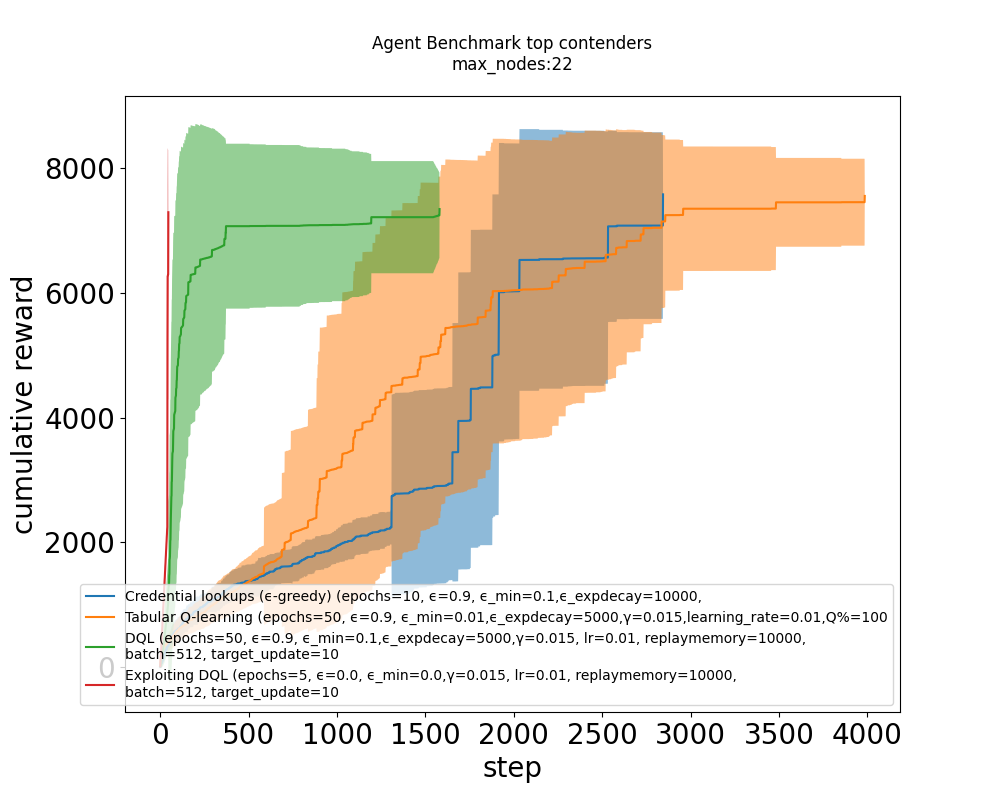 Agent Benchmark top contenders
max_nodes:22
cumulative reward
8000
6000
4000
2000
0
Credential lookups (ϵ-greedy) (epochs=10, ϵ=0.9, ϵ_min=0.1,ϵ_expdecay=10000,
Tabular Q-learning (epochs=50, ϵ=0.9, ϵ_min=0.01,ϵ_expdecay=5000,γ=0.015,learning_rate=0.01,Q%=100
DQL (epochs=50, ϵ=0.9, ϵ_min=0.1,ϵ_expdecay=5000,γ=0.015, lr=0.01, replaymemory=10000,
batch=512, target_update=10
Exploiting DQL (epochs=5, ϵ=0.0, ϵ_min=0.0,γ=0.015, lr=0.01, replaymemory=10000,
batch=512, target_update=10
0 500 1000 1500 2000 2500 3000 3500 4000
step